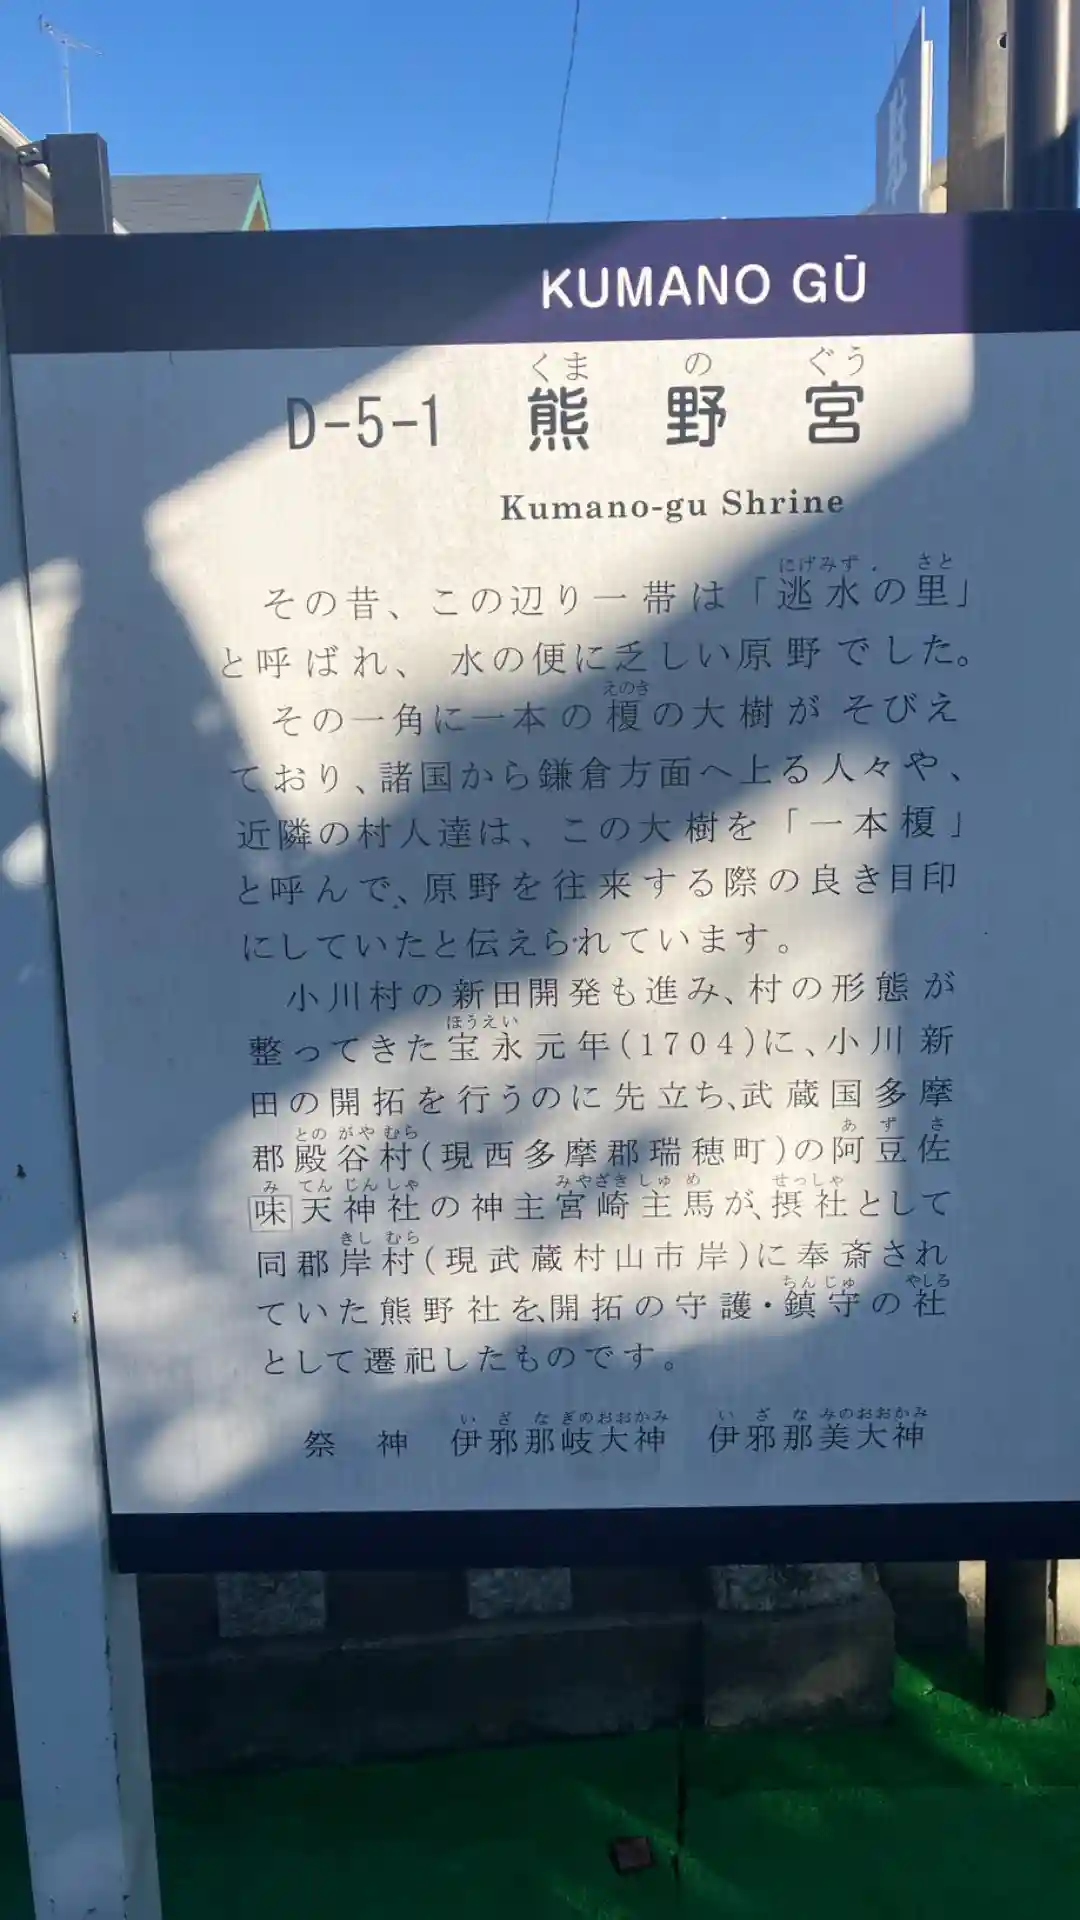 KUMANO GŪ
くま の ぐう
D-5-1 熊野宮
Kumano-gu Shrine
にげみず さと
その昔、この辺り一帯は「逃水の里」
と呼ばれ、水の便に乏しい原野でした。
えのき
その一角に一本の榎の大樹がそびえ
ており、諸国から鎌倉方面へ上る人々や、
近隣の村人達は、この大樹を「一本榎」
と呼んで、原野を往来する際の良き目印
にしていたと伝えられています。
小川村の新田開発も進み、村の形態が
ほうえい
整ってきた宝永元年(1704)に、小川新
田の開拓を行うのに先立ち、武蔵国多摩
とのがやむら あずさ
郡殿谷村(現西多摩郡瑞穂町)の阿豆佐
み てんじんしゃ みやざきしゅめ せっしゃ
味天神社の神主宮崎主馬が、摂社として
きしむら
同郡岸村(現武蔵村山市岸)に奉斎され
ちんじゅ やしろ
ていた熊野社を、開拓の守護・鎮守の社
として遷祀したものです。
いざなぎのおおかみ いざなみのおおかみ
祭神 伊邪那岐大神 伊邪那美大神